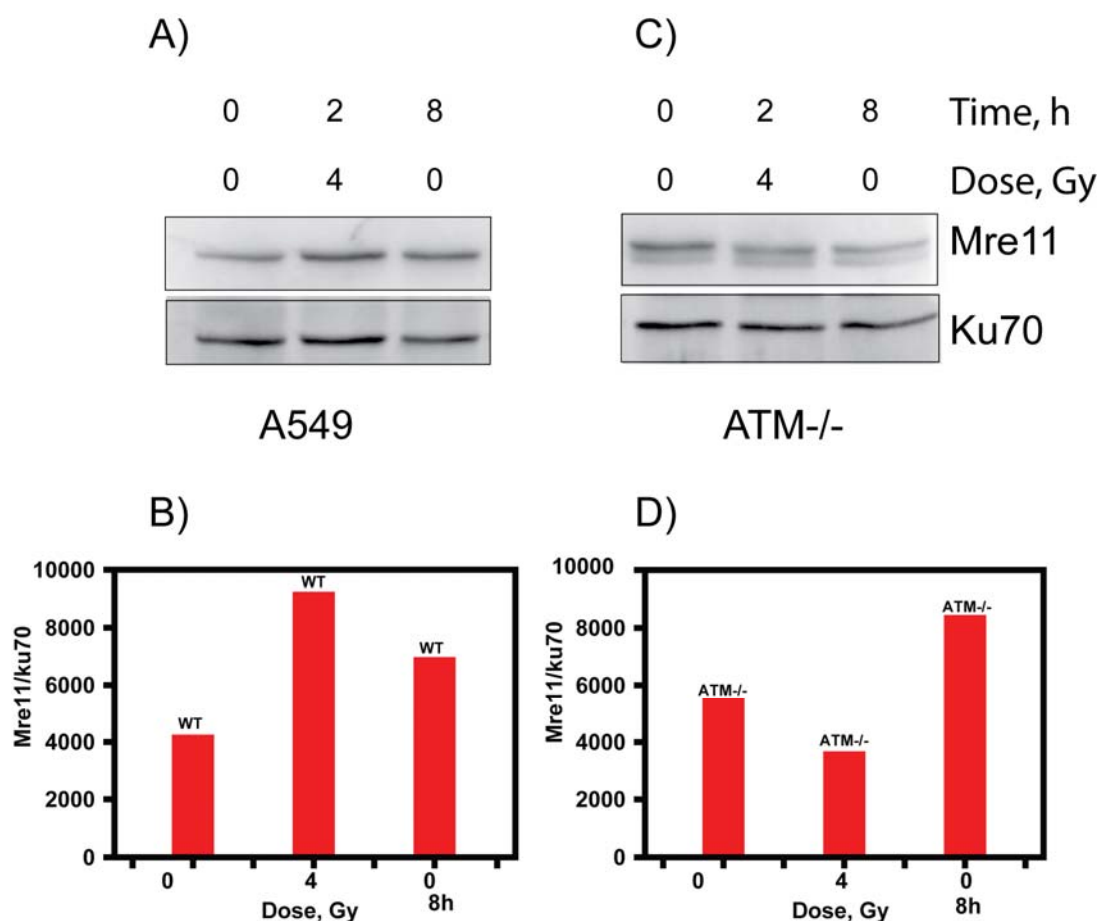 A) C)
0 2 8 0 2 8 Time, h
0 4 0 0 4 0 Dose, Gy
Mre11
Ku70
A549 ATM-/-
B) D)
10000
8000
6000
4000
2000
0
Mre11/ku70
WT
WT
WT
0 4 0
8h
Dose, Gy
10000
8000
6000
4000
2000
0
Mre11/ku70
ATM-/-
ATM-/-
ATM-/-
0 4 0
8h
Dose, Gy